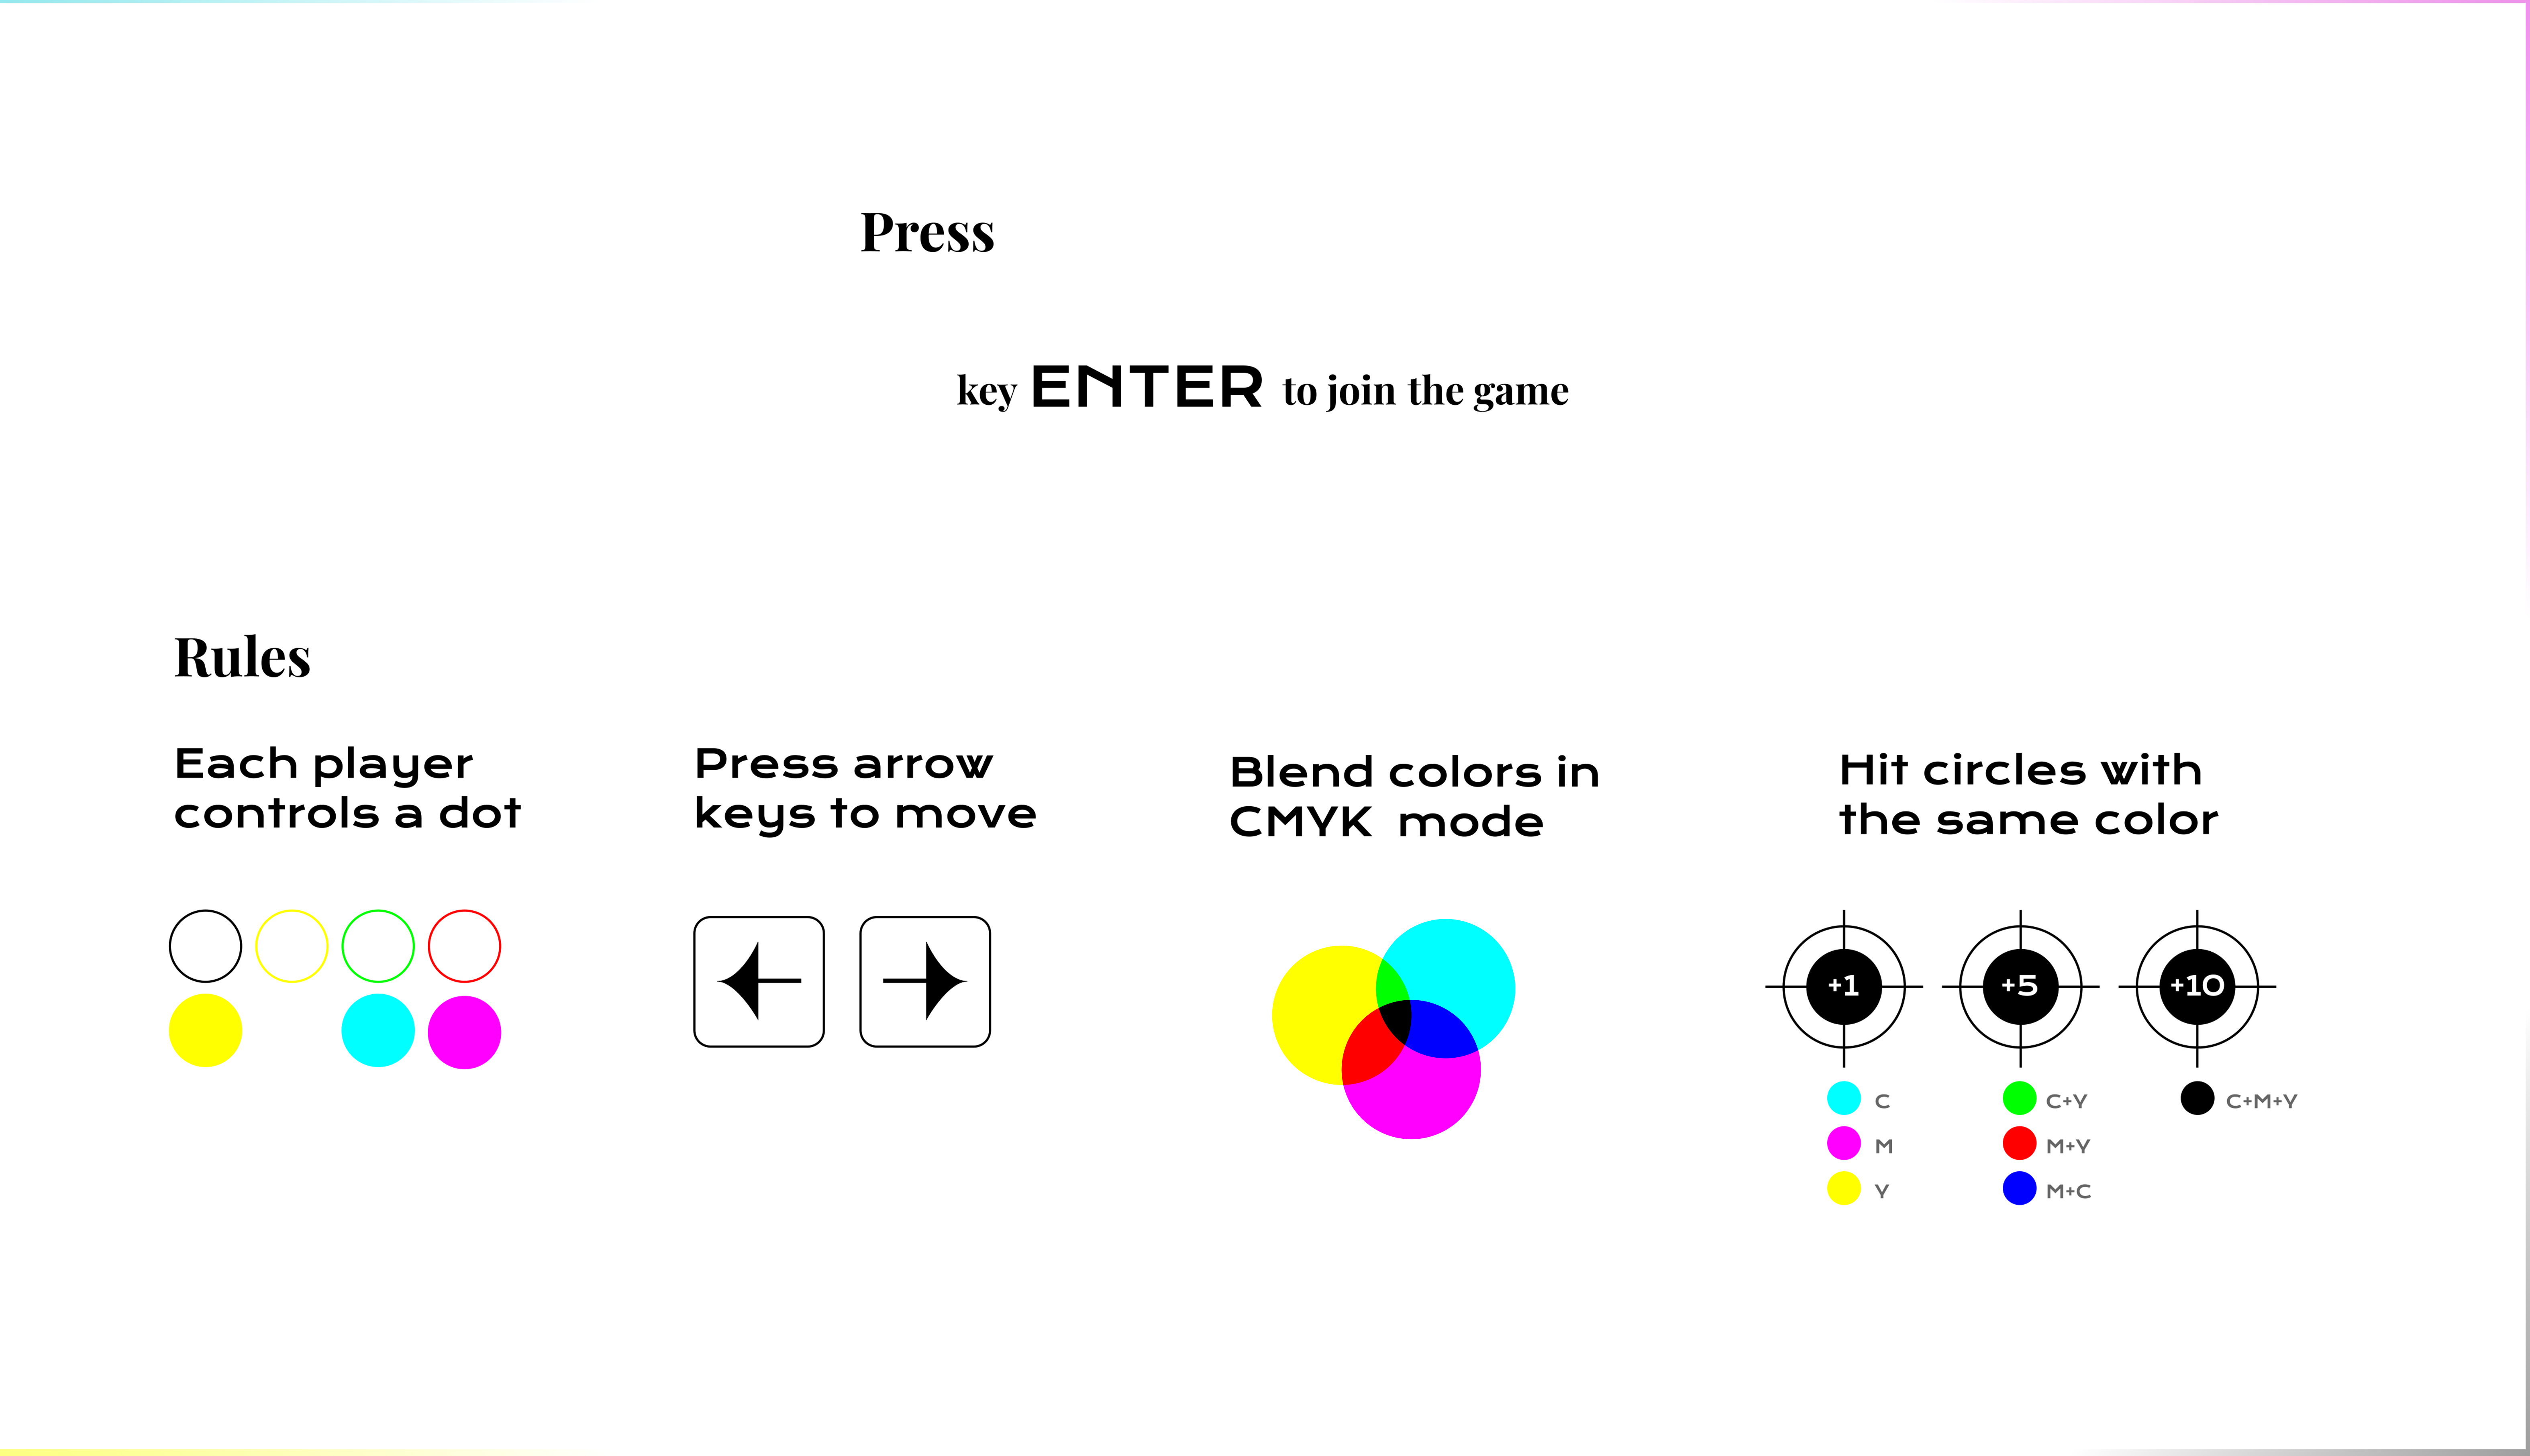 Press
key ENTER to join the game
Rules
Each player
controls a dot
Press arrow
keys to move
Blend colors in
CMYK  mode
Hit circles with
the same color
+1
+5
+10
C
M
Y
C+Y
M+Y
M+C
C+M+Y